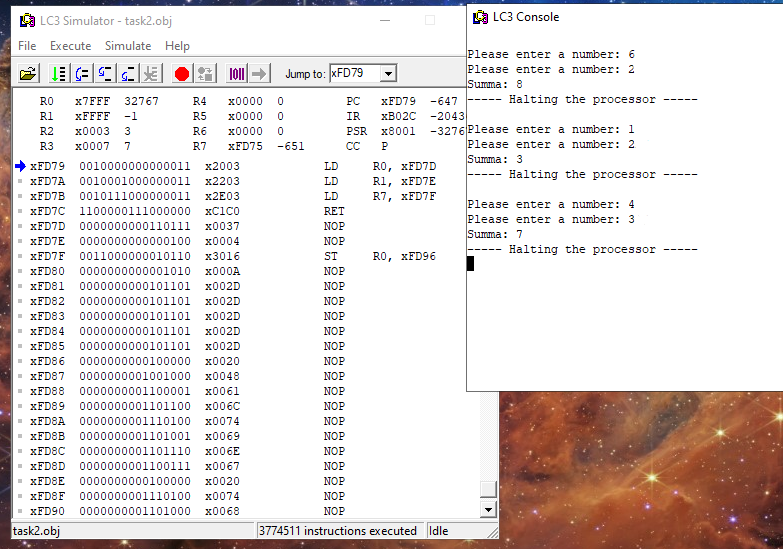 LC3 Simulator - task2.obj
File Execute Simulate Help
Jump to: xFD79
R0 x7FFF 32767 R4 x0000 0 PC xFD79 -647
R1 xFFFF -1 R5 x0000 0 IR xB02C -2043
R2 x0003 3 R6 x0000 0 PSR x8001 -3276
R3 x0007 7 R7 xFD75 -651 CC P
xFD79 0010000000000011 x2003 LD R0, xFD7D
xFD7A 0010001000000011 x2203 LD R1, xFD7E
xFD7B 0010111000000011 x2E03 LD R7, xFD7F
xFD7C 1100000111000000 xC1C0 RET
xFD7D 0000000000110111 x0037 NOP
xFD7E 0000000000000100 x0004 NOP
xFD7F 0011000000010110 x3016 ST R0, xFD96
xFD80 0000000000001010 x000A NOP
xFD81 0000000000101101 x002D NOP
xFD82 0000000000101101 x002D NOP
xFD83 0000000000101101 x002D NOP
xFD84 0000000000101101 x002D NOP
xFD85 0000000000101101 x002D NOP
xFD86 0000000000100000 x0020 NOP
xFD87 0000000001001000 x0048 NOP
xFD88 0000000001100001 x0061 NOP
xFD89 0000000001101100 x006C NOP
xFD8A 0000000001110100 x0074 NOP
xFD8B 0000000001101001 x0069 NOP
xFD8C 0000000001101110 x006E NOP
xFD8D 0000000001100111 x0067 NOP
xFD8E 0000000000100000 x0020 NOP
xFD8F 0000000001110100 x0074 NOP
xFD90 0000000001101000 x0068 NOP
task2.obj 3774511 instructions executed Idle
LC3 Console
Please enter a number: 6
Please enter a number: 2
Summa: 8
----- Halting the processor -----
Please enter a number: 1
Please enter a number: 2
Summa: 3
----- Halting the processor -----
Please enter a number: 4
Please enter a number: 3
Summa: 7
----- Halting the processor -----